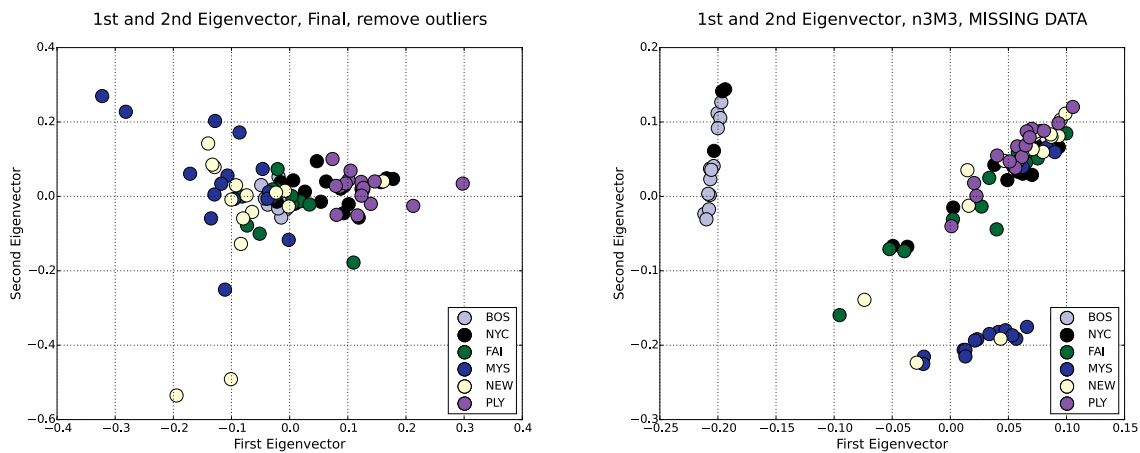 1st and 2nd Eigenvector, Final, remove outliers
0.4
0.2
0.0
−0.2
−0.4
−0.6
Second Eigenvector
−0.4
−0.3
−0.2
−0.1
0.0
0.1
0.2
0.3
0.4
First Eigenvector
BOS
NYC
FAI
MYS
NEW
PLY
1st and 2nd Eigenvector, n3M3, MISSING DATA
0.2
0.1
0.0
−0.1
−0.2
−0.3
Second Eigenvector
−0.25
−0.20
−0.15
−0.10
−0.05
0.00
0.05
0.10
0.15
First Eigenvector
BOS
NYC
FAI
MYS
NEW
PLY